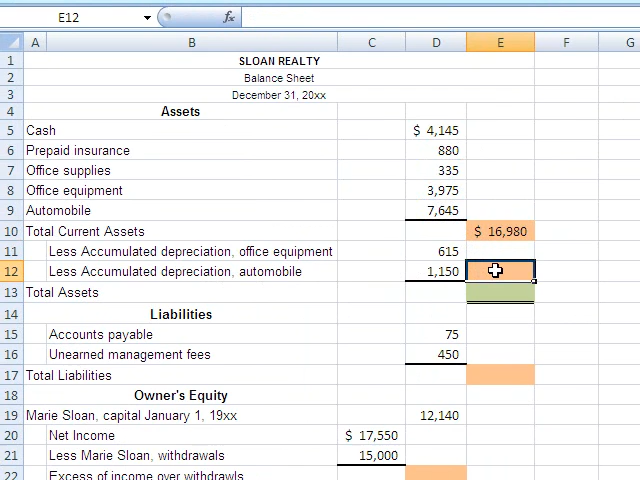 E12 fx
A B C D E F G
1 SLOAN REALTY
2 Balance Sheet
3 December 31, 20xx
4 Assets
5 Cash $ 4,145
6 Prepaid insurance 880
7 Office supplies 335
8 Office equipment 3,975
9 Automobile 7,645
10 Total Current Assets $ 16,980
11 Less Accumulated depreciation, office equipment 615
12 Less Accumulated depreciation, automobile 1,150
13 Total Assets
14 Liabilities
15 Accounts payable 75
16 Unearned management fees 450
17 Total Liabilities
18 Owner's Equity
19 Marie Sloan, capital January 1, 19xx 12,140
20 Net Income $ 17,550
21 Less Marie Sloan, withdrawals 15,000
22 Excess of income over withdrawls